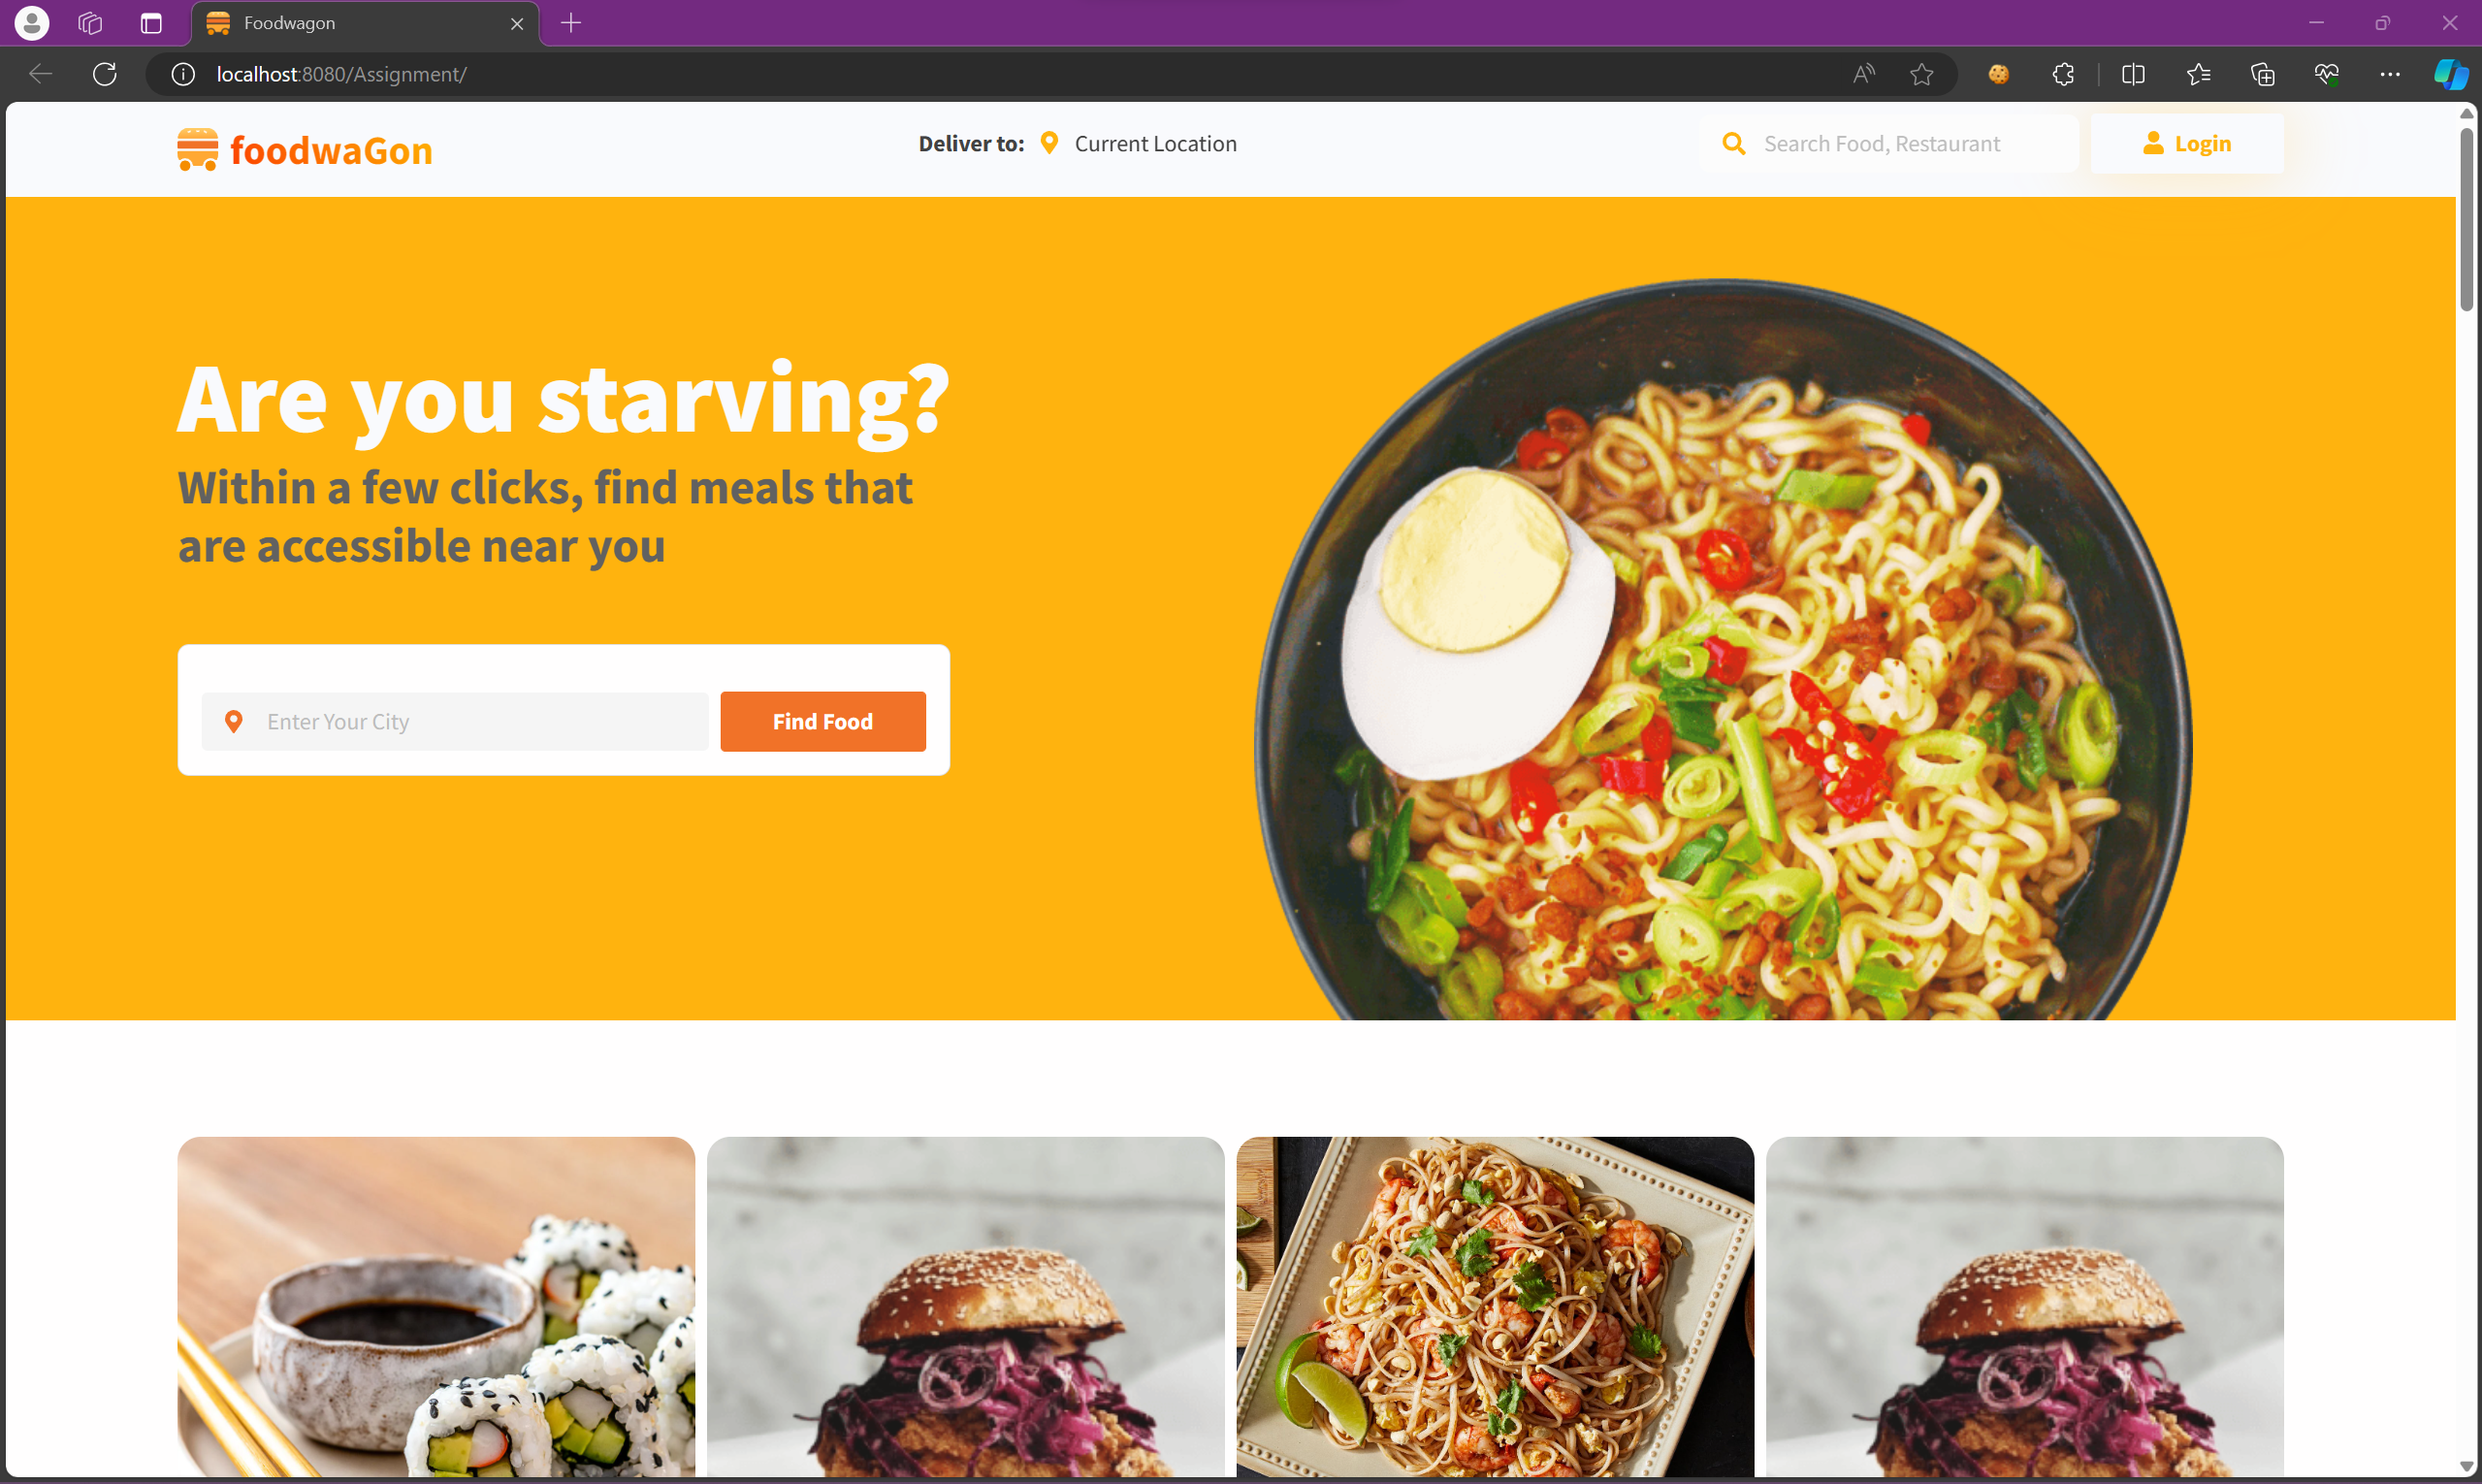 Foodwagon
localhost:8080/Assignment/
foodwaGon
Deliver to: Current Location
Search Food, Restaurant
Login
Are you starving?
Within a few clicks, find meals that
are accessible near you
Enter Your City
Find Food